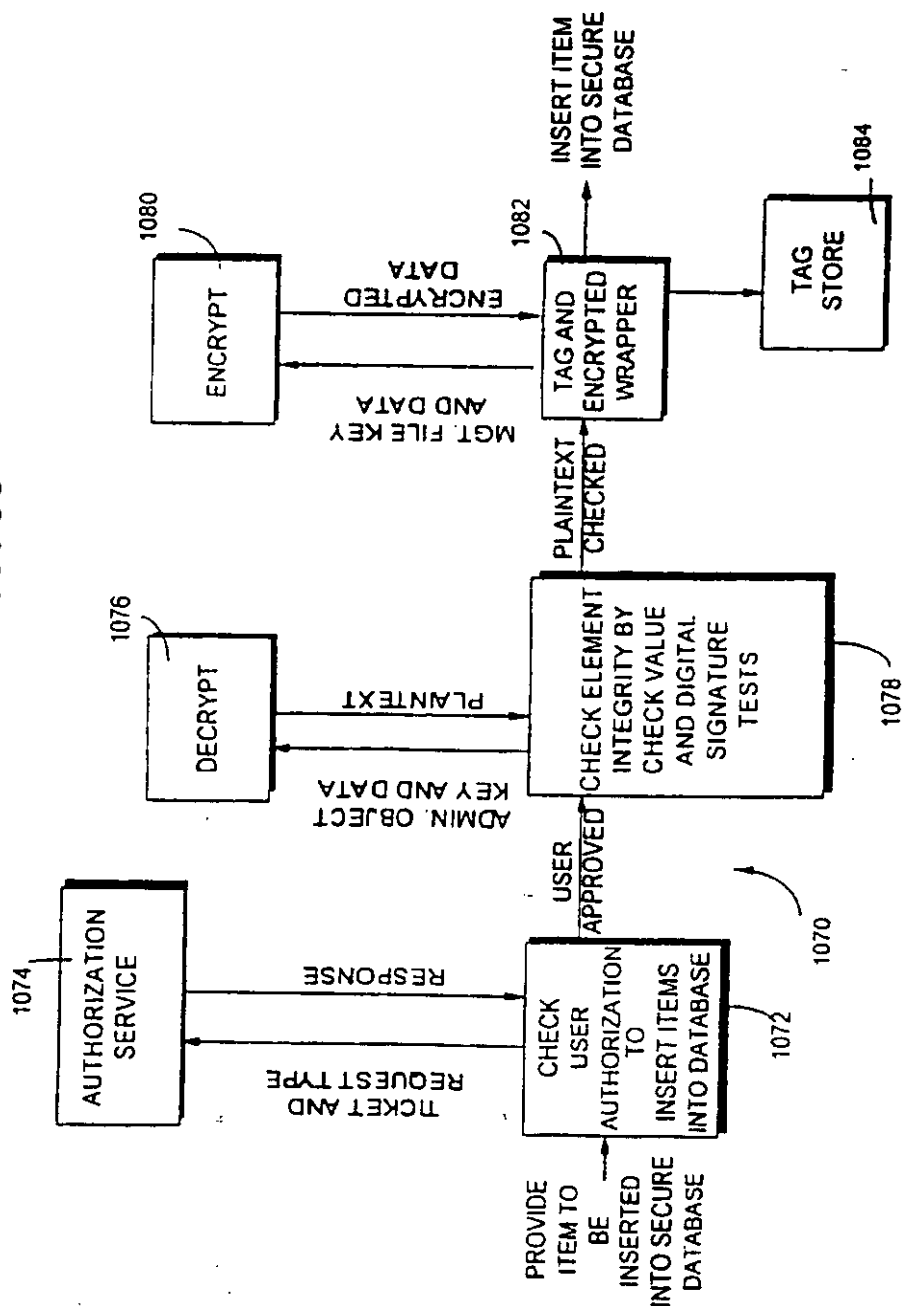 1074
AUTHORIZATION
SERVICE
TICKET AND
REQUEST TYPE
RESPONSE
PROVIDE
ITEM TO
BE
INSERTED
INTO SECURE
DATABASE
CHECK
USER
AUTHORIZATION
TO
INSERT ITEMS
INTO DATABASE
1072
1070
USER
APPROVED
1076
DECRYPT
ADMIN. OBJECT
KEY AND DATA
PLAINTEXT
CHECK ELEMENT
INTEGRITY BY
CHECK VALUE
AND DIGITAL
SIGNATURE
TESTS
1078
PLAINTEXT
CHECKED
1080
ENCRYPT
MGT. FILE KEY
AND DATA
ENCRYPTED
DATA
1082
TAG AND
ENCRYPTED
WRAPPER
INSERT ITEM
INTO SECURE
DATABASE
TAG
STORE
1084